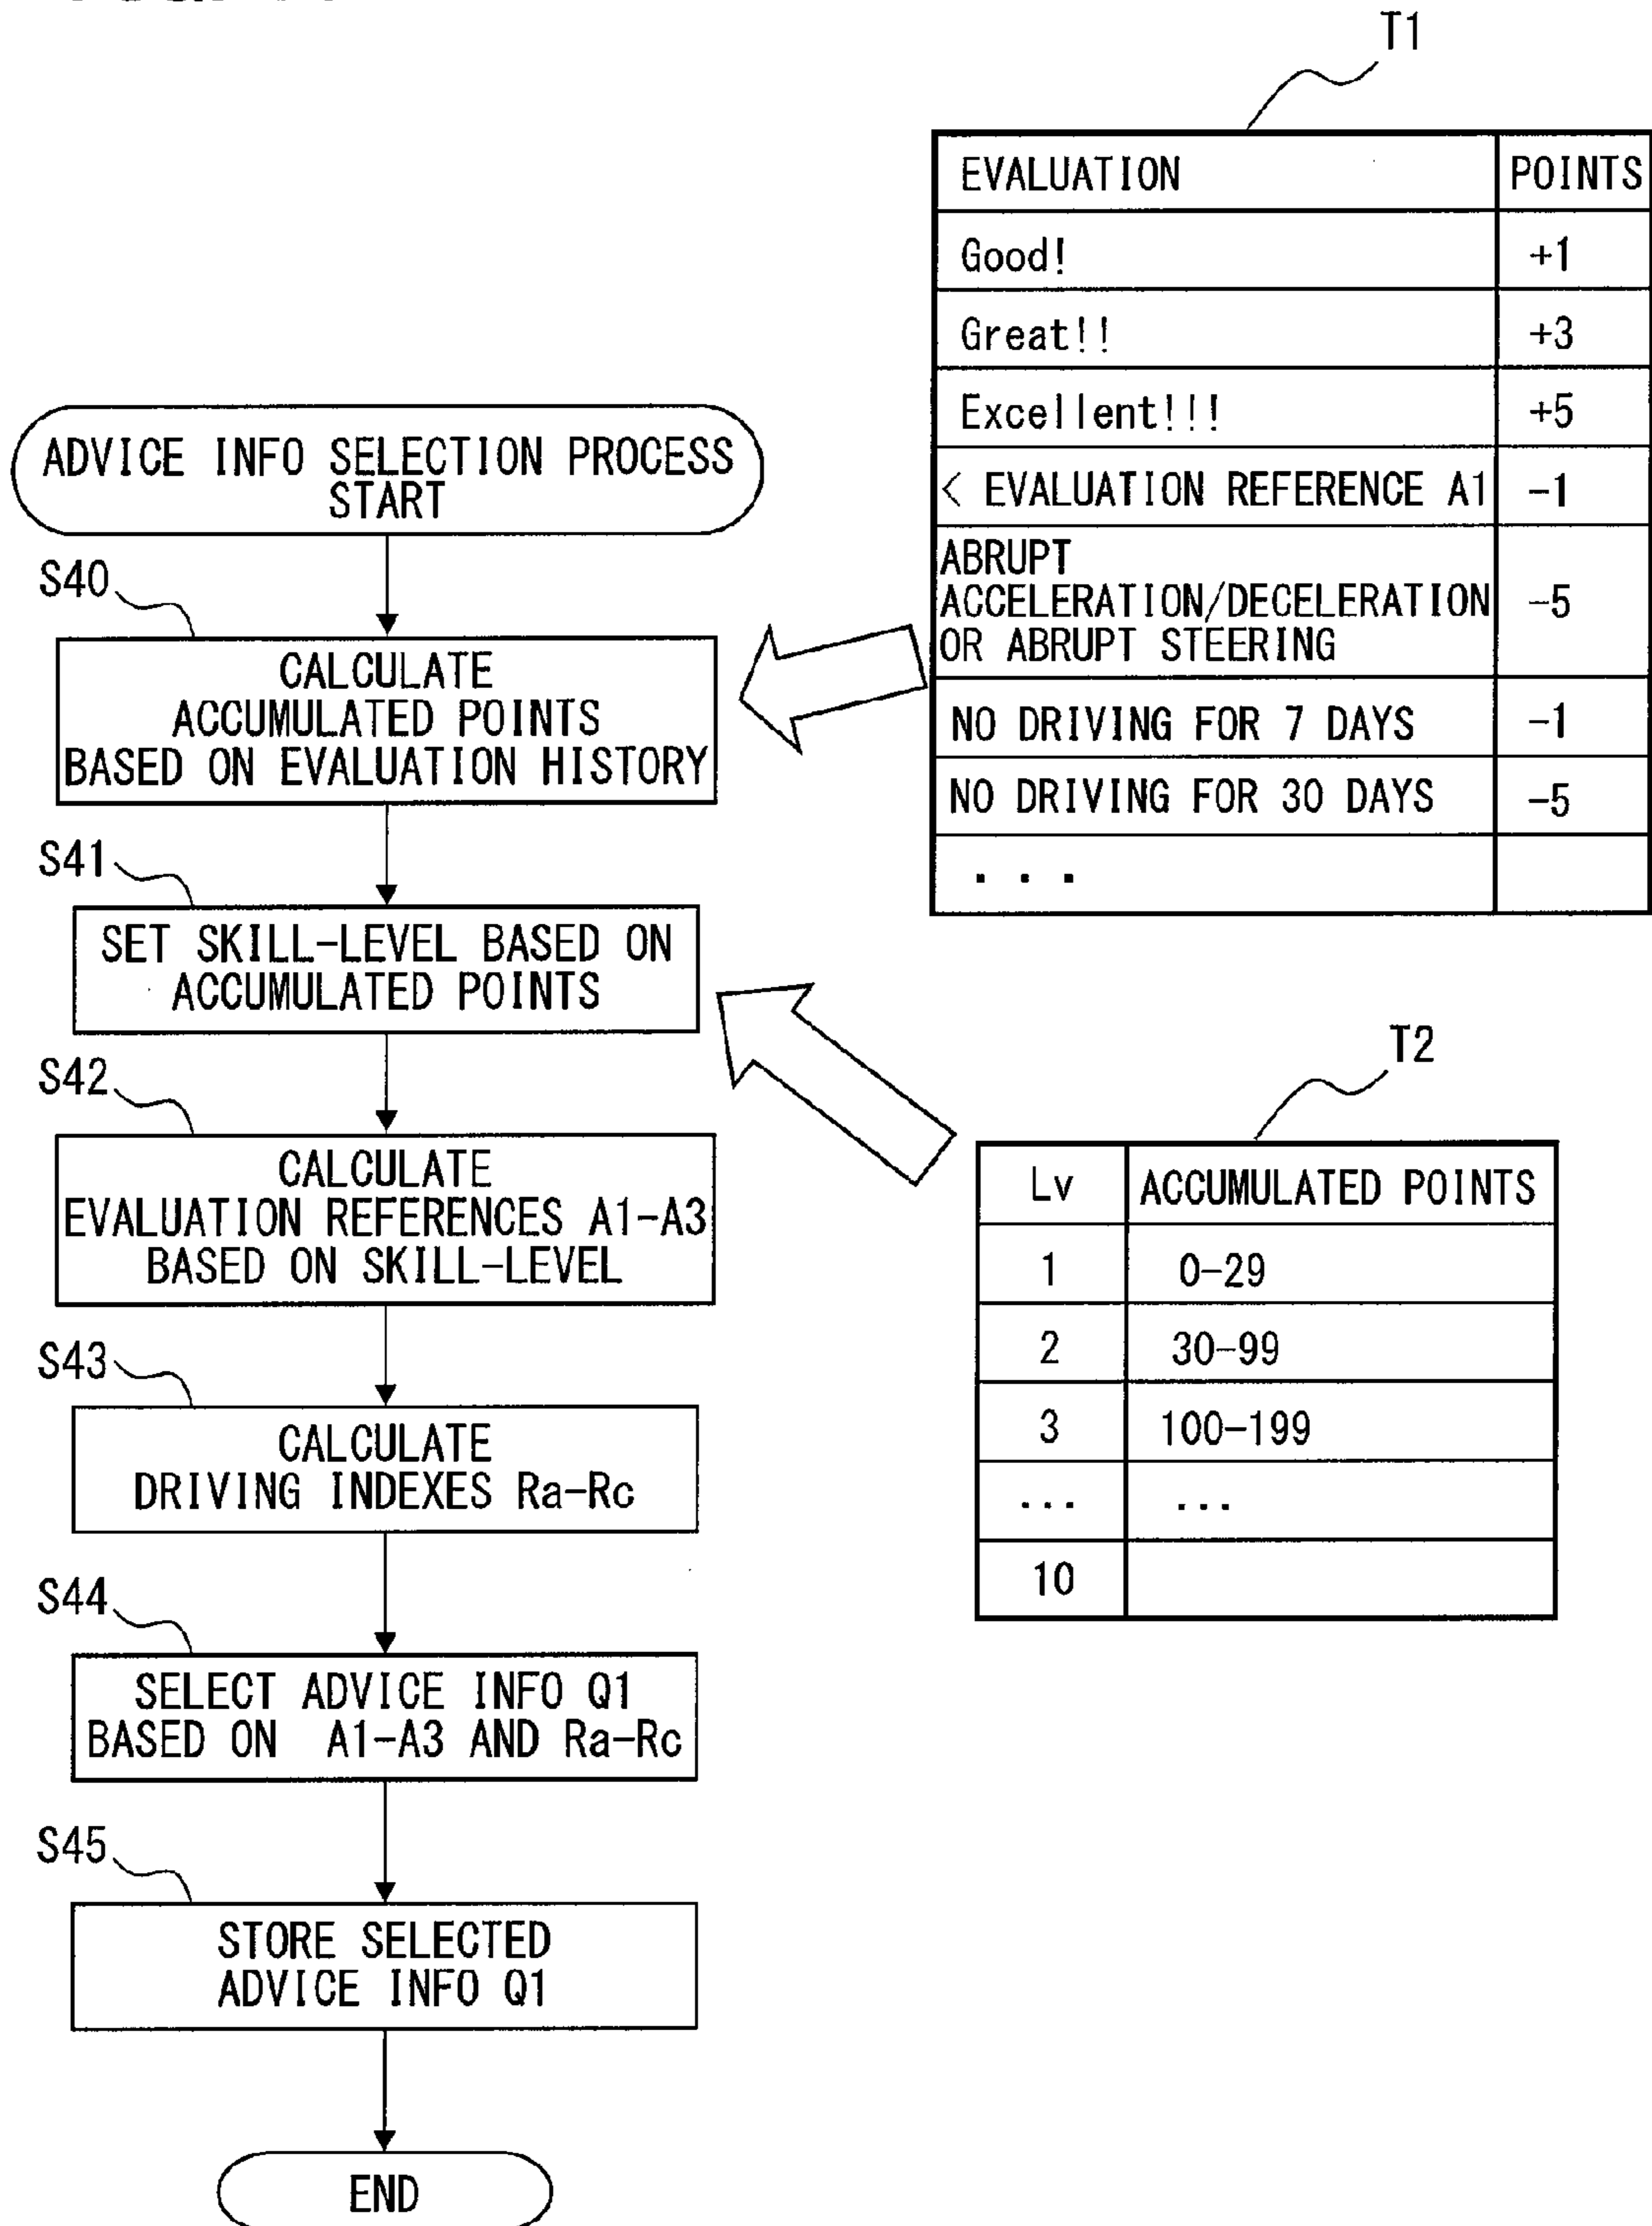 ADVICE INFO SELECTION PROCESS
START
S40
CALCULATE
ACCUMULATED POINTS
BASED ON EVALUATION HISTORY
S41
SET SKILL-LEVEL BASED ON
ACCUMULATED POINTS
S42
CALCULATE
EVALUATION REFERENCES A1-A3
BASED ON SKILL-LEVEL
S43
CALCULATE
DRIVING INDEXES Ra-Rc
S44
SELECT ADVICE INFO Q1
BASED ON A1-A3 AND Ra-Rc
S45
STORE SELECTED
ADVICE INFO Q1
END
T1
EVALUATION POINTS
Good! +1
Great!! +3
Excellent!!! +5
< EVALUATION REFERENCE A1 -1
ABRUPT
ACCELERATION/DECELERATION -5
OR ABRUPT STEERING
NO DRIVING FOR 7 DAYS -1
NO DRIVING FOR 30 DAYS -5
. . .
T2
Lv ACCUMULATED POINTS
1 0-29
2 30-99
3 100-199
... ...
10